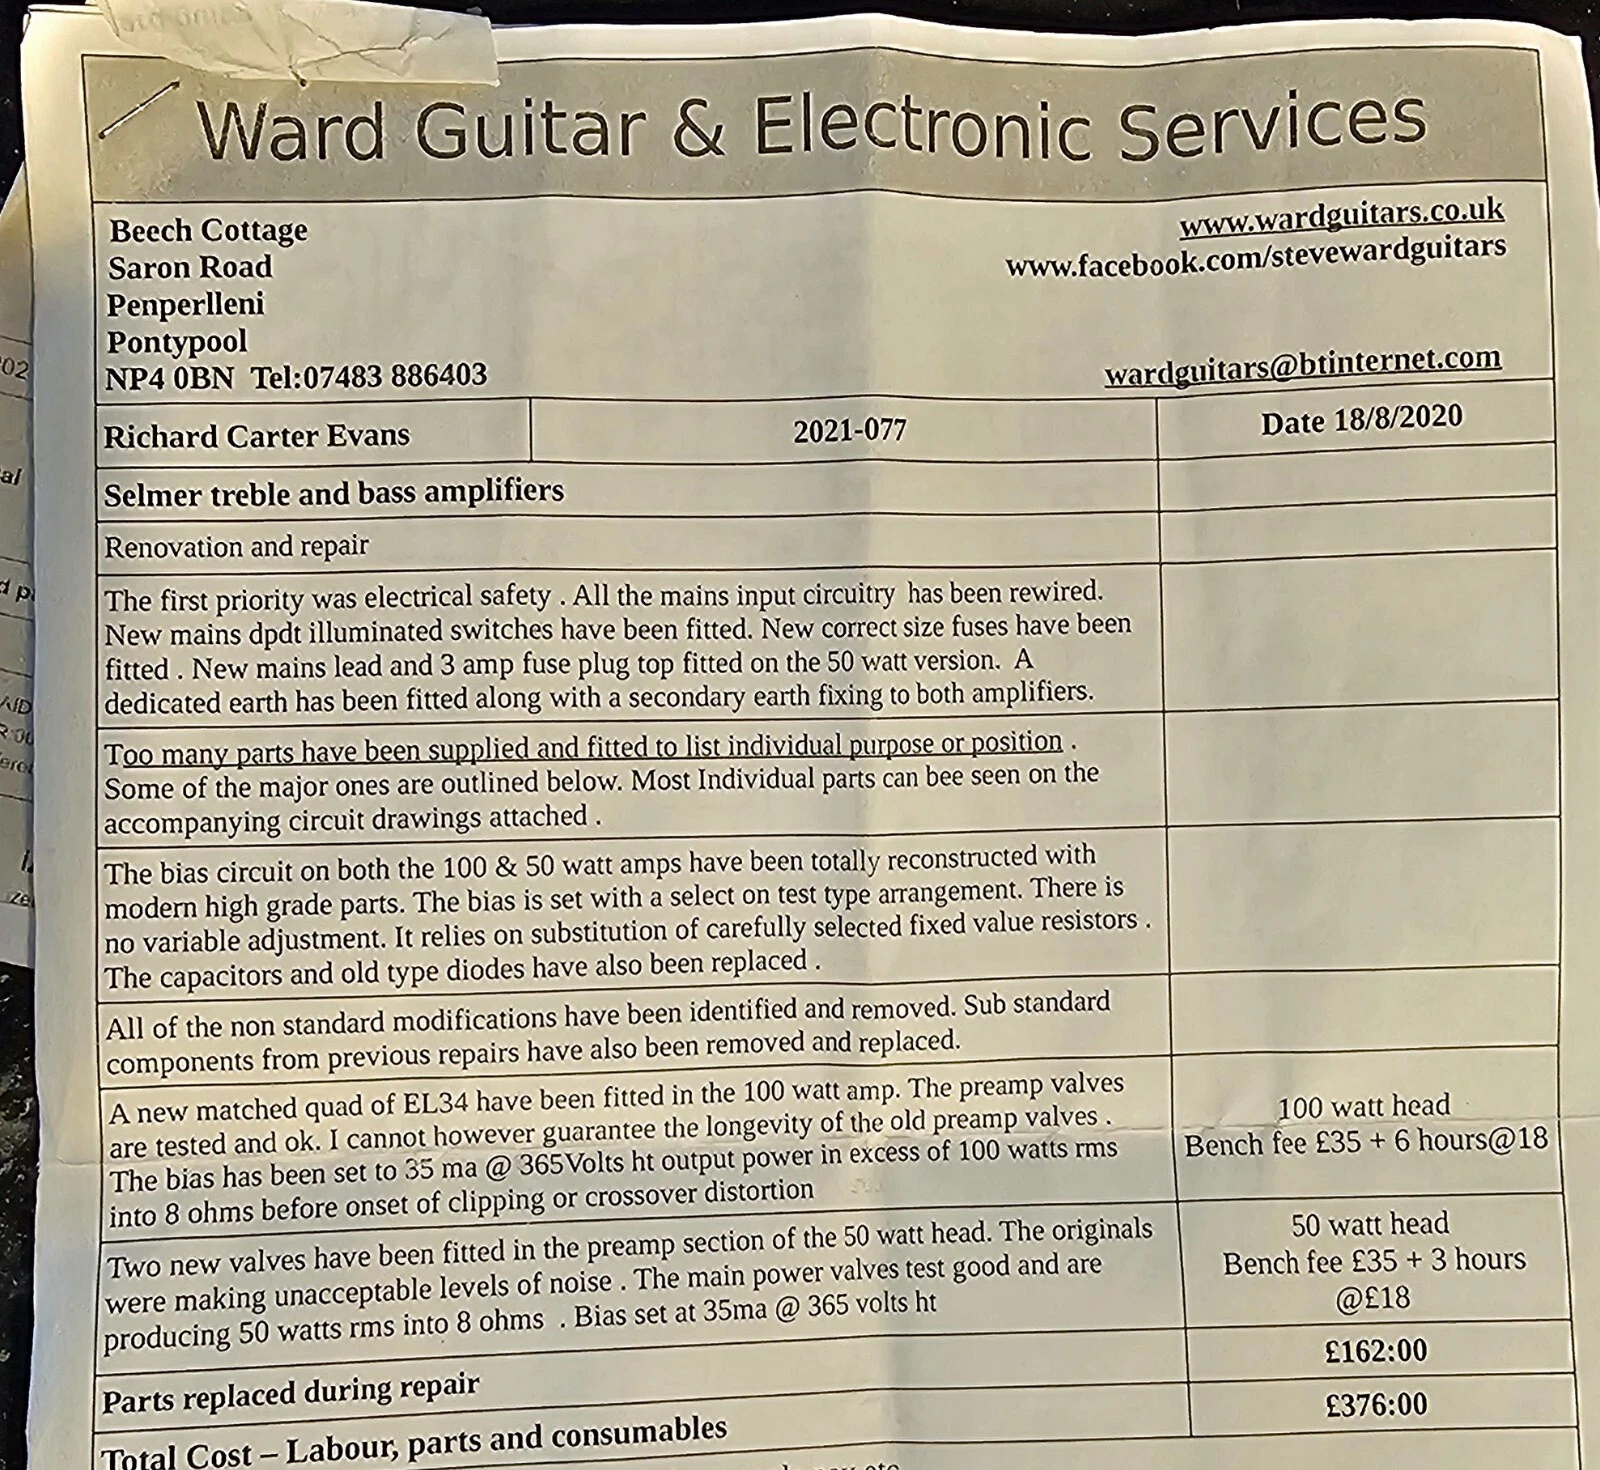 Ward Guitar & Electronic Services
Beech Cottage
Saron Road
Penperlleni
Pontypool
NP4 0BN Tel:07483 886403
www.wardguitars.co.uk
www.facebook.com/stevewardguitars
wardguitars@btinternet.com
Richard Carter Evans
2021-077
Date 18/8/2020
Selmer treble and bass amplifiers
Renovation and repair
The first priority was electrical safety . All the mains input circuitry has been rewired.
New mains dpdt illuminated switches have been fitted. New correct size fuses have been
fitted . New mains lead and 3 amp fuse plug top fitted on the 50 watt version. A
dedicated earth has been fitted along with a secondary earth fixing to both amplifiers.
Too many parts have been supplied and fitted to list individual purpose or position .
Some of the major ones are outlined below. Most Individual parts can bee seen on the
accompanying circuit drawings attached .
The bias circuit on both the 100 & 50 watt amps have been totally reconstructed with
modern high grade parts. The bias is set with a select on test type arrangement. There is
no variable adjustment. It relies on substitution of carefully selected fixed value resistors .
The capacitors and old type diodes have also been replaced .
All of the non standard modifications have been identified and removed. Sub standard
components from previous repairs have also been removed and replaced.
A new matched quad of EL34 have been fitted in the 100 watt amp. The preamp valves
are tested and ok. I cannot however guarantee the longevity of the old preamp valves .
The bias has been set to 35 ma @ 365Volts ht output power in excess of 100 watts rms
into 8 ohms before onset of clipping or crossover distortion
100 watt head
Bench fee £35 + 6 hours@18
Two new valves have been fitted in the preamp section of the 50 watt head. The originals
were making unacceptable levels of noise . The main power valves test good and are
producing 50 watts rms into 8 ohms . Bias set at 35ma @ 365 volts ht
50 watt head
Bench fee £35 + 3 hours
@£18
Parts replaced during repair
£162:00
Total Cost – Labour, parts and consumables
£376:00